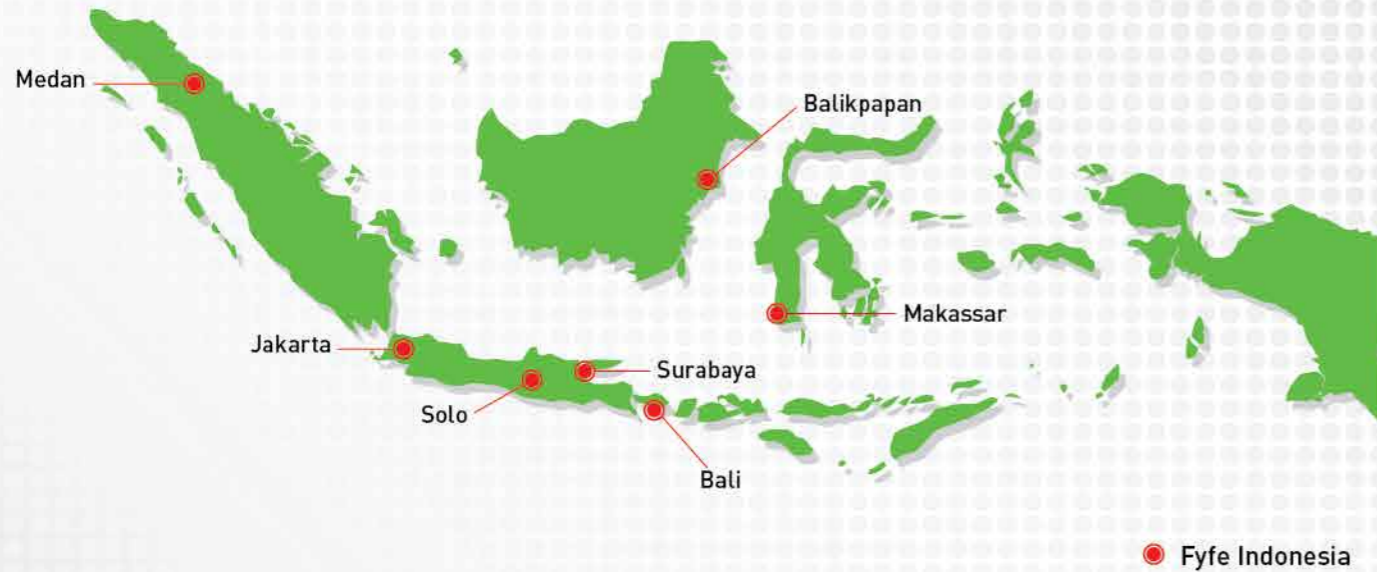 Medan
Balikpapan
Makassar
Jakarta
Surabaya
Solo
Bali
Fyfe Indonesia